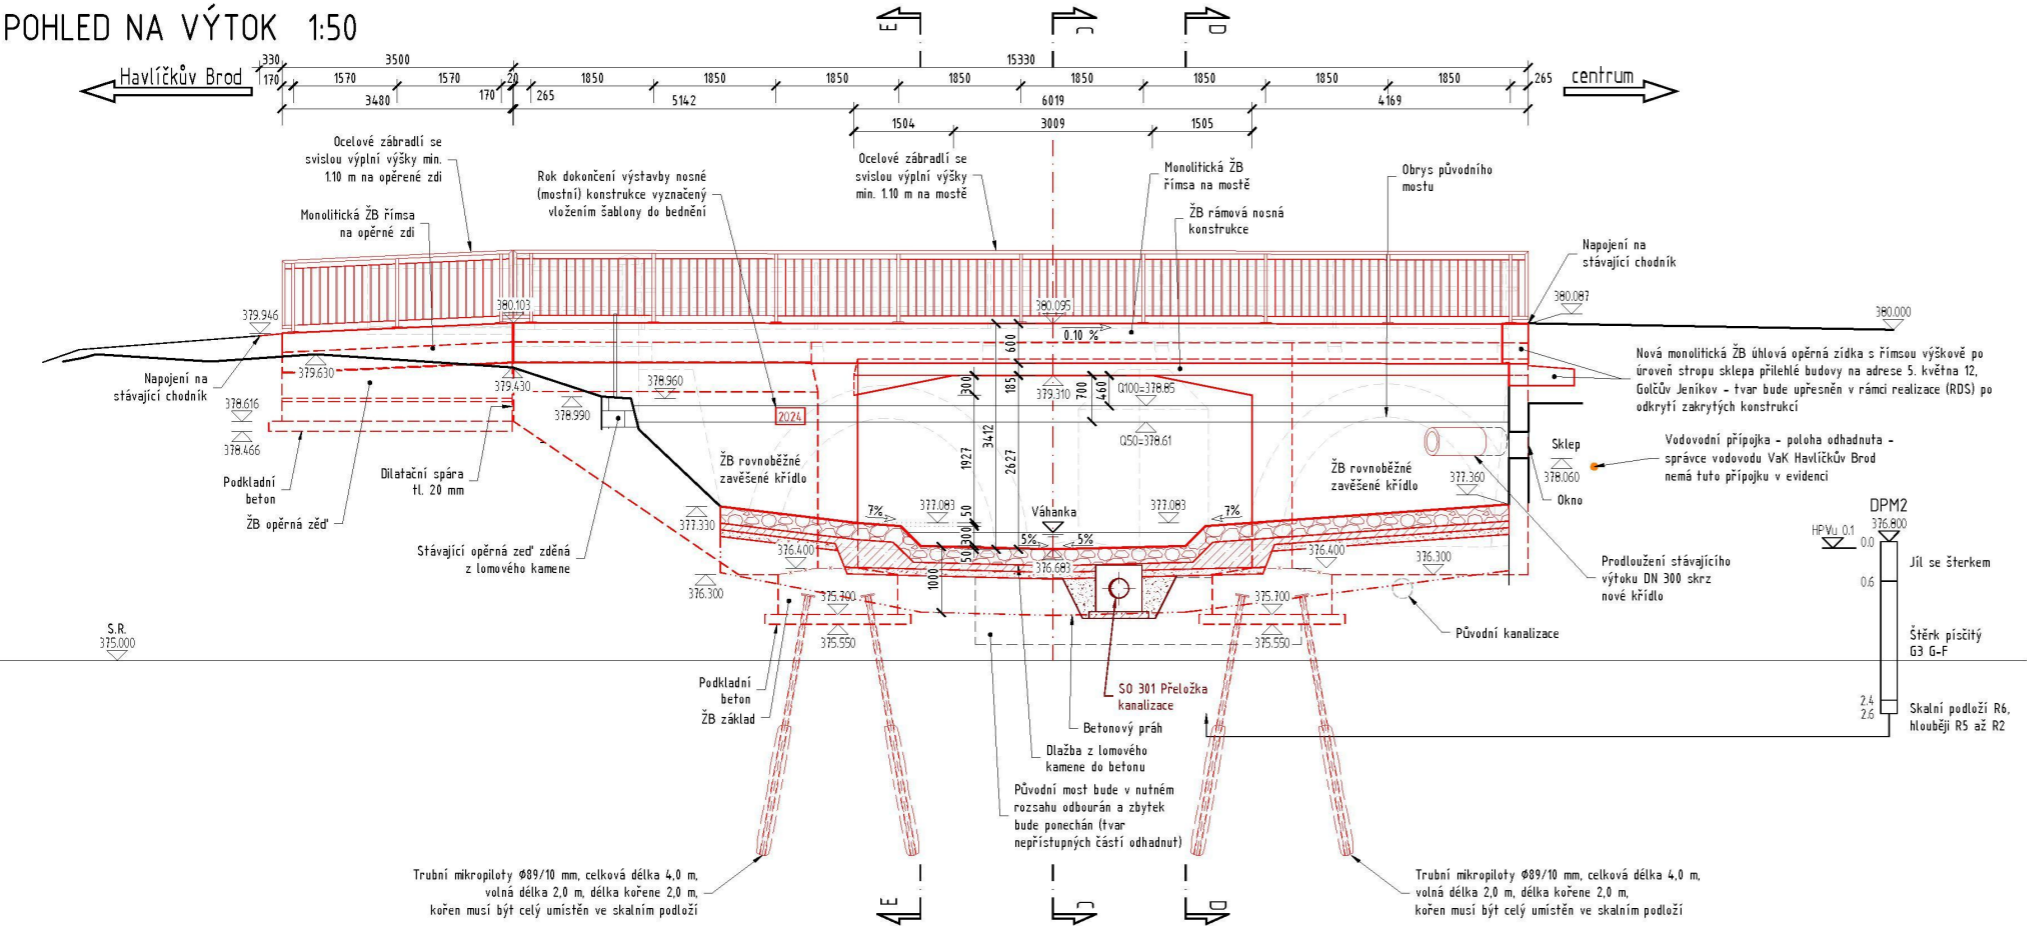 POHLED NA VÝTOK 1:50
E
C
D
330
3500
15330
170
1570
1570
20
1850
1850
1850
1850
1850
1850
1850
1850
265
Havlíčkův Brod
centrum
3480
170
265
5142
6019
4169
1504
3009
1505
Ocelové zábradlí se
svislou výplní výšky min.
1.10 m na opěrené zdi
Monolitická ŽB římsa
na opěrné zdi
Rok dokončení výstavby nosné
(mostní) konstrukce vyznačený
vložením šablony do bednění
Ocelové zábradlí se
svislou výplní výšky
min. 1.10 m na mostě
Monolitická ŽB
římsa na mostě
ŽB rámová nosná
konstrukce
Obrys původního
mostu
Napojení na
stávající chodník
379.946
380.103
380.095
380.087
380.000
0.10 %
600
Nová monolitická ŽB úhlová opěrná zídka s římsou výškově po
úroveň stropu sklepa přilehlé budovy na adrese 5. května 12,
Golčův Jeníkov - tvar bude upřesněn v rámci realizace (RDS) po
odkrytí zakrytých konstrukcí
Napojení na
stávající chodník
379.630
379.430
378.960
378.990
2024
300
185
379.310
700
460
Q100=378.85
Q50=378.61
378.616
378.466
Podkladní
beton
ŽB opěrná zeď
Dilatační spára
tl. 20 mm
Stávající opěrná zeď zděná
z lomového kamene
ŽB rovnoběžné
zavěšené křídlo
1927
3412
2627
ŽB rovnoběžné
zavěšené křídlo
Sklep
378.060
Okno
377.360
Vodovodní přípojka - poloha odhadnuta -
správce vodovodu VaK Havlíčkův Brod
nemá tuto přípojku v evidenci
377.330
7%
377.083
150
Váhanka
377.083
7%
300
50
5%
5%
376.683
1000
376.400
376.400
376.300
376.300
375.700
375.550
375.700
375.550
DPM2
376.800
HPVu 0.1
0.0
Jíl se šterkem
0.6
Štěrk písčitý
G3 G-F
2.4
2.6
Skalní podloží R6,
hlouběji R5 až R2
Prodloužení stávajícího
výtoku DN 300 skrz
nové křídlo
Původní kanalizace
S.R.
375.000
Podkladní
beton
ŽB základ
SO 301 Přeložka
kanalizace
Betonový práh
Dlažba z lomového
kamene do betonu
Původní most bude v nutném
rozsahu odbourán a zbytek
bude ponechán (tvar
nepřístupných částí odhadnut)
Trubní mikropiloty Ø89/10 mm, celková délka 4,0 m,
volná délka 2,0 m, délka kořene 2,0 m,
kořen musí být celý umístěn ve skalním podloží
Trubní mikropiloty Ø89/10 mm, celková délka 4,0 m,
volná délka 2,0 m, délka kořene 2,0 m,
kořen musí být celý umístěn ve skalním podloží
E
C
D